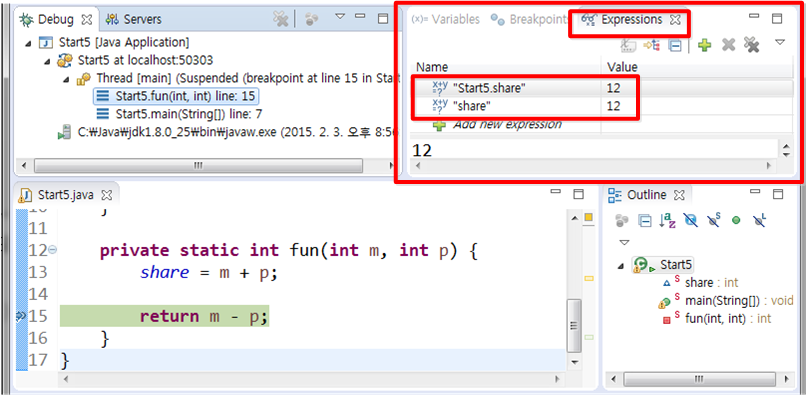 Debug Servers
Start5 [Java Application]
Start5 at localhost:50303
Thread [main] (Suspended (breakpoint at line 15 in Start
Start5.fun(int, int) line: 15
Start5.main(String[]) line: 7
C:₩Java₩jdk1.8.0_25₩bin₩javaw.exe (2015. 2. 3. 오후 8:56
(x)= Variables Breakpoint Expressions
Name Value
"Start5.share" 12
"share" 12
Add new expression
12
Start5.java
10 }
11
12 private static int fun(int m, int p) {
13 share = m + p;
14
15 return m - p;
16 }
17 }
Outline
Start5
share : int
main(String[]) : void
fun(int, int) : int